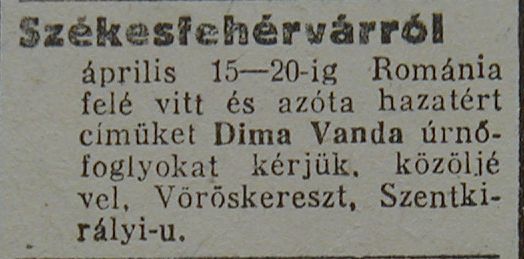 Székesfehérvárról
április 15—20-ig Románia
felé vitt és azóta hazatért
címüket Dima Vanda úrnő-
foglyokat kérjük, közöljé
vel, Vöröskereszt, Szentki-
rályi-u.